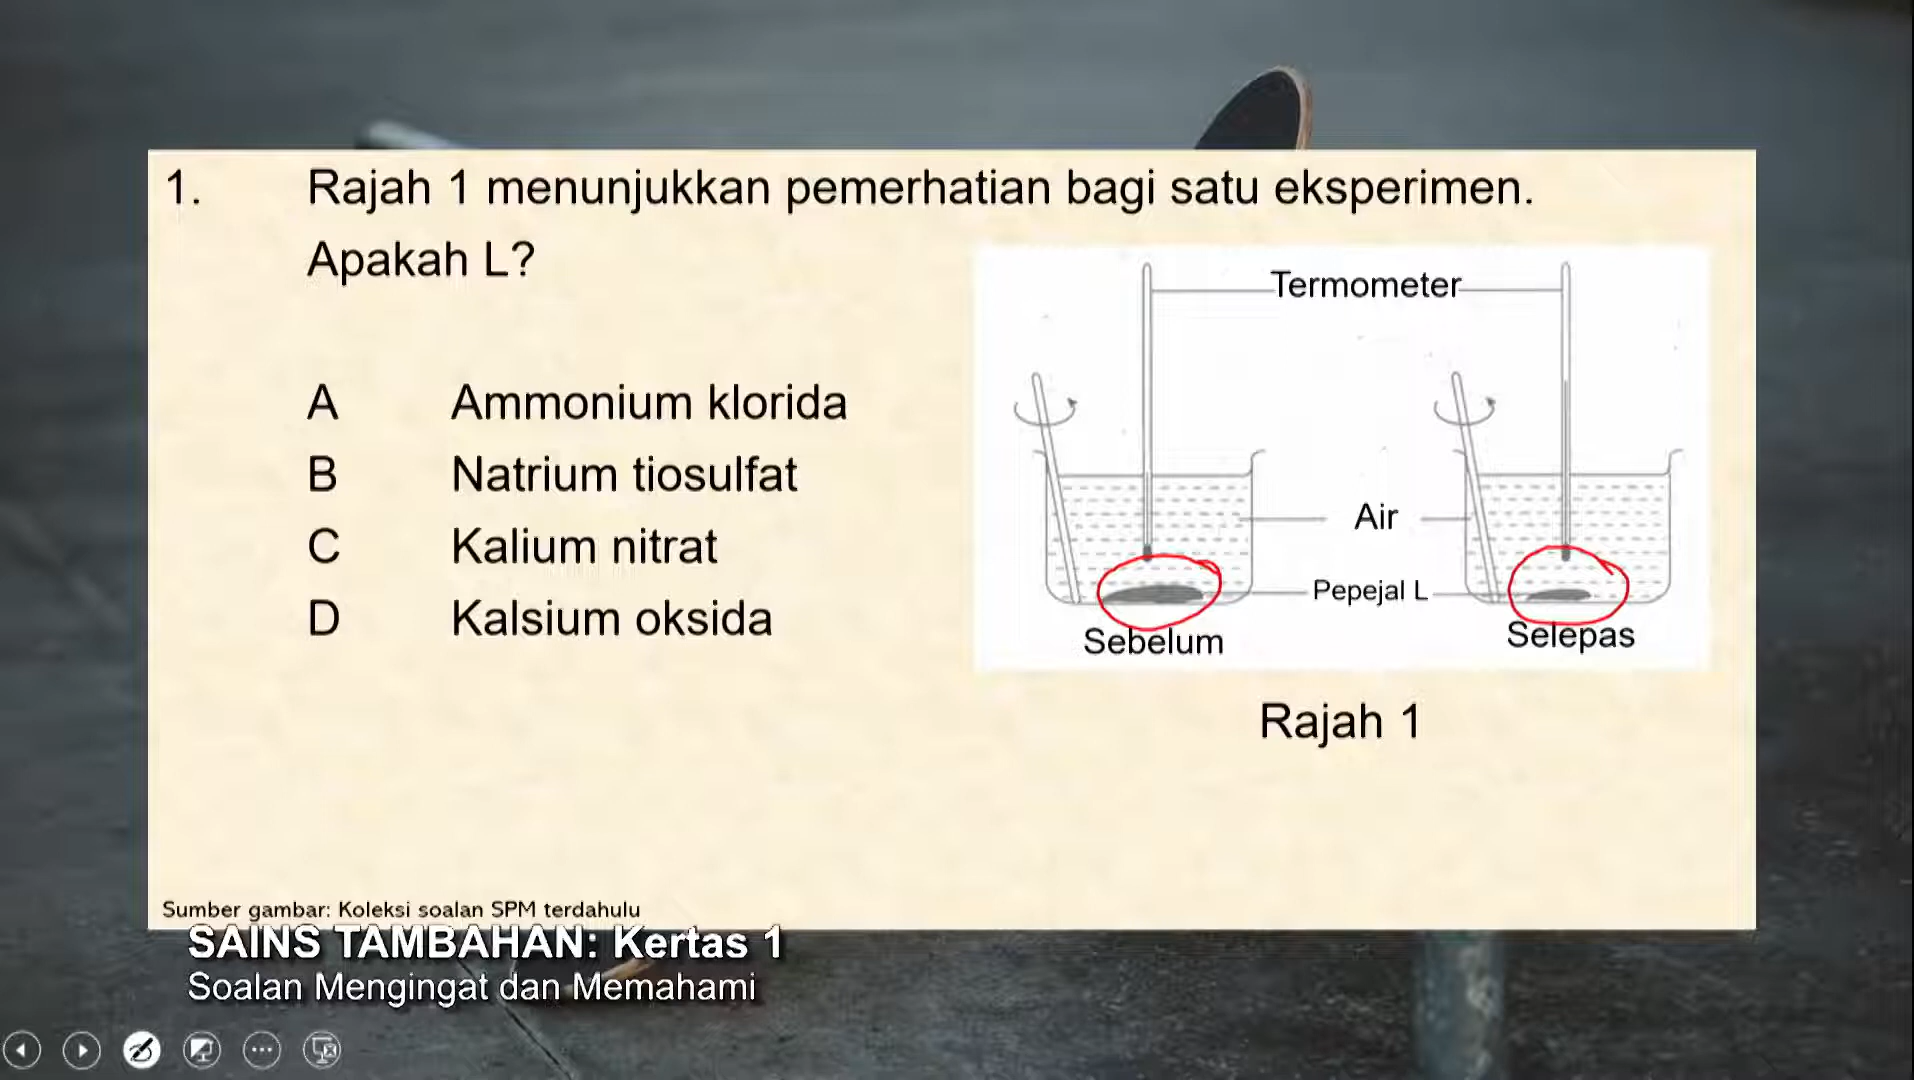 1. Rajah 1 menunjukkan pemerhatian bagi satu eksperimen.
Apakah L?
A Ammonium klorida
B Natrium tiosulfat
C Kalium nitrat
D Kalsium oksida
Termometer
Air
Pepejal L
Sebelum
Selepas
Rajah 1
Sumber gambar: Koleksi soalan SPM terdahulu
SAINS TAMBAHAN: Kertas 1
Soalan Mengingat dan Memahami